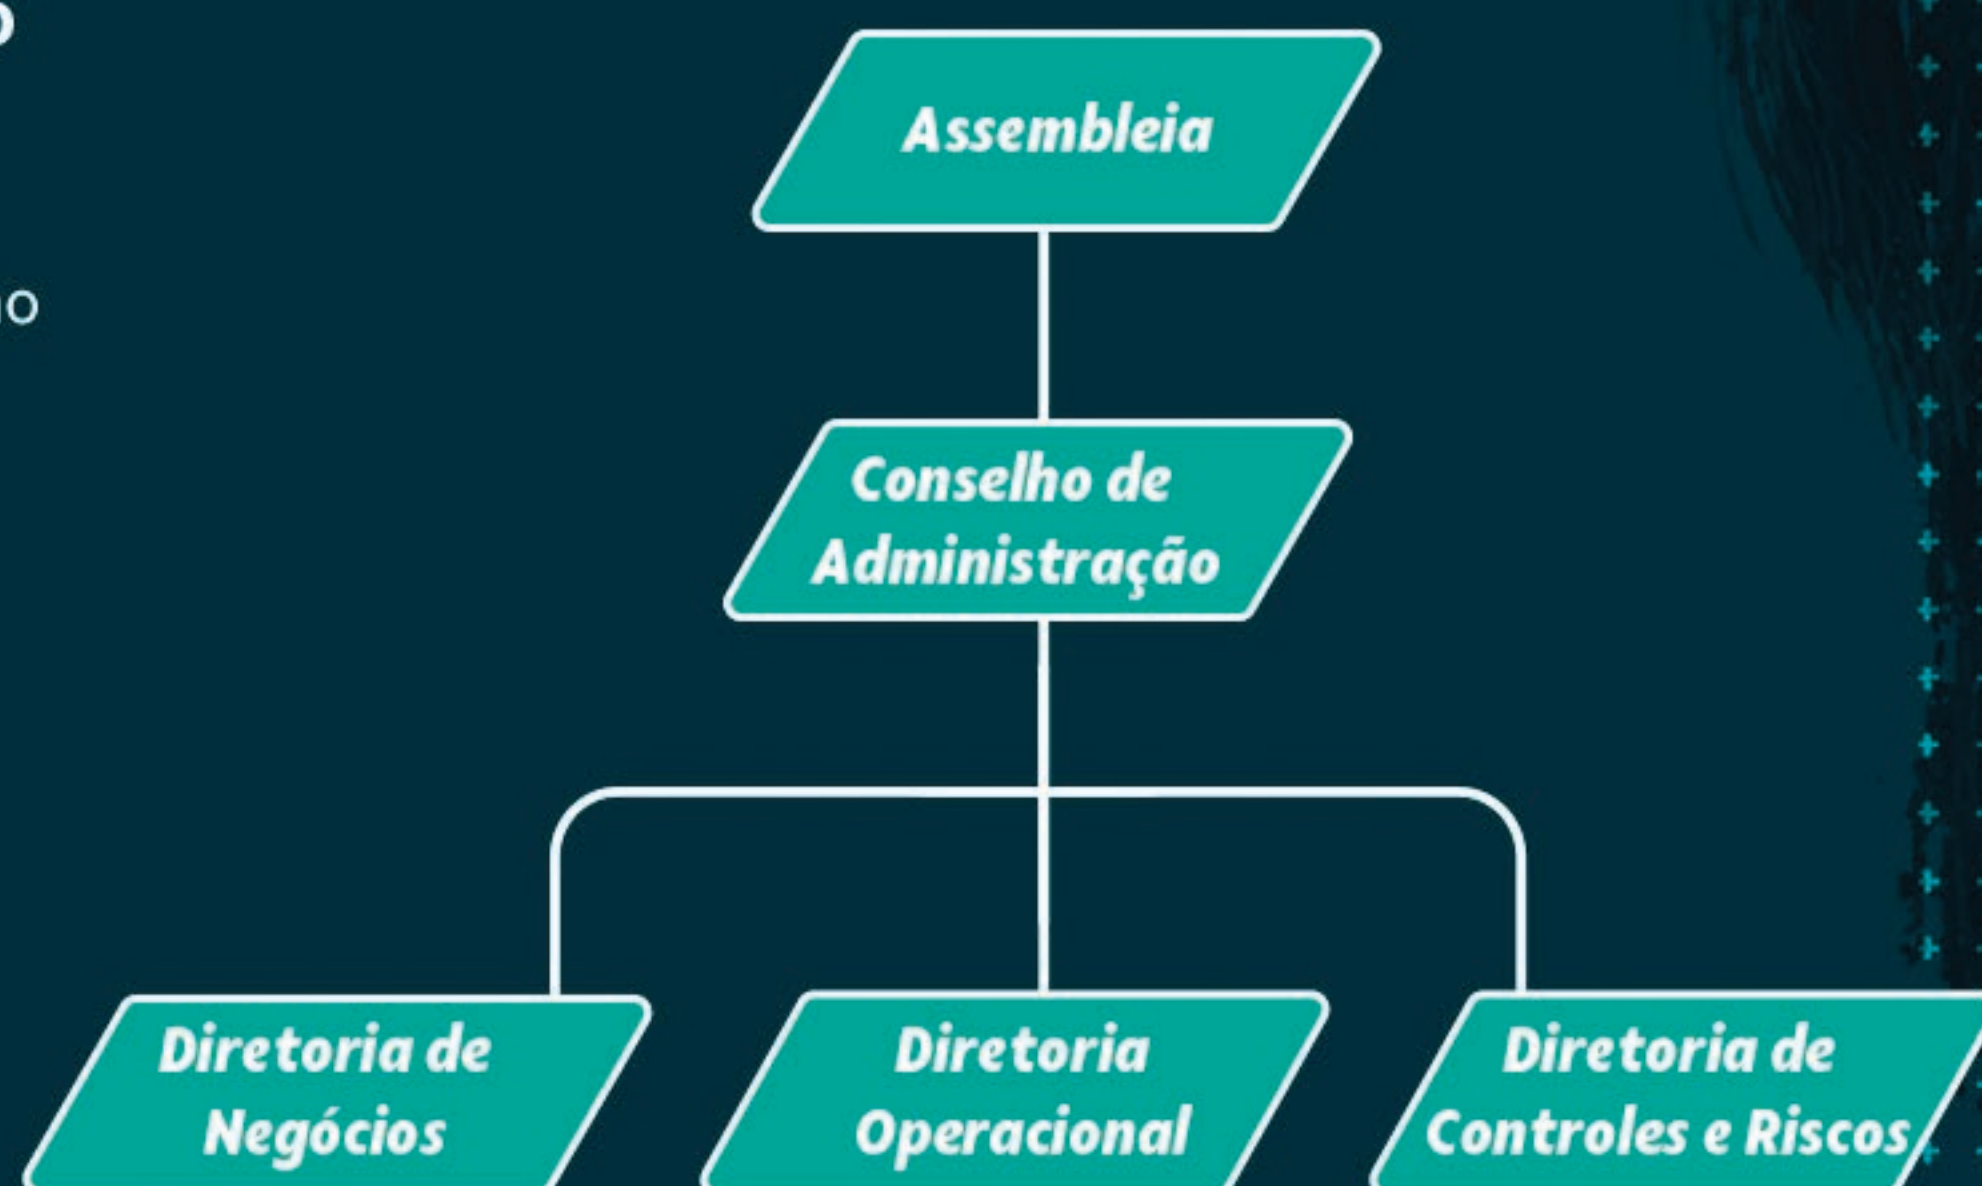 Assembleia
Conselho de
Administração
Diretoria de
Negócios
Diretoria
Operacional
Diretoria de
Controles e Riscos